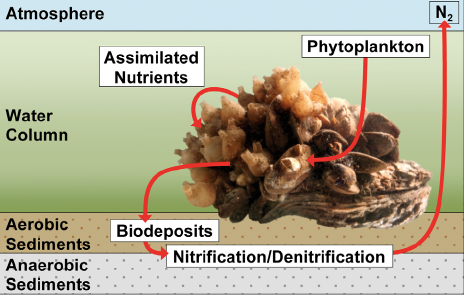 Atmosphere
N2
Phytoplankton
Assimilated
Nutrients
Water
Column
Aerobic
Sediments
Biodeposits
Nitrification/Denitrification
Anaerobic
Sediments